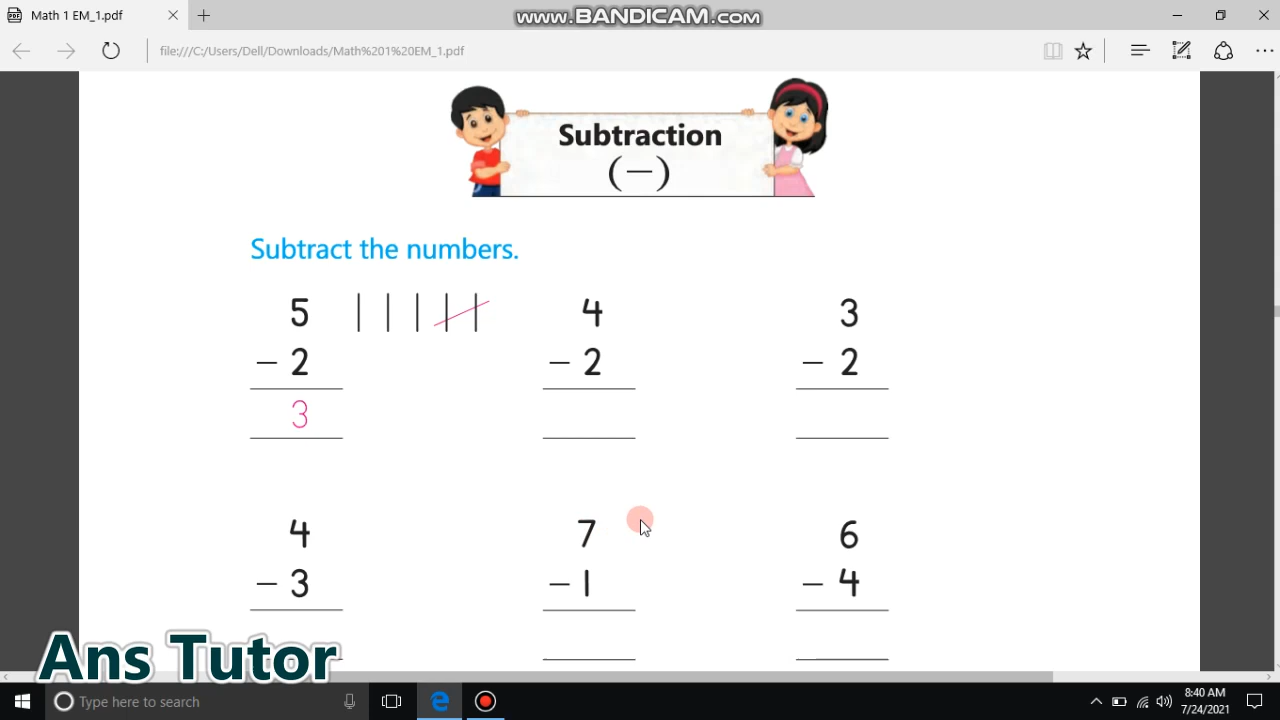 Math 1 EM_1.pdf
www.BANDICAM.com
file:///C:/Users/Dell/Downloads/Math%201%20EM_1.pdf
Subtraction
(−)
Subtract the numbers.
5 4 3
− 2 − 2 − 2
3
4 7 6
− 3 − 1 − 4
Ans Tutor
Type here to search
8:40 AM
7/24/2021